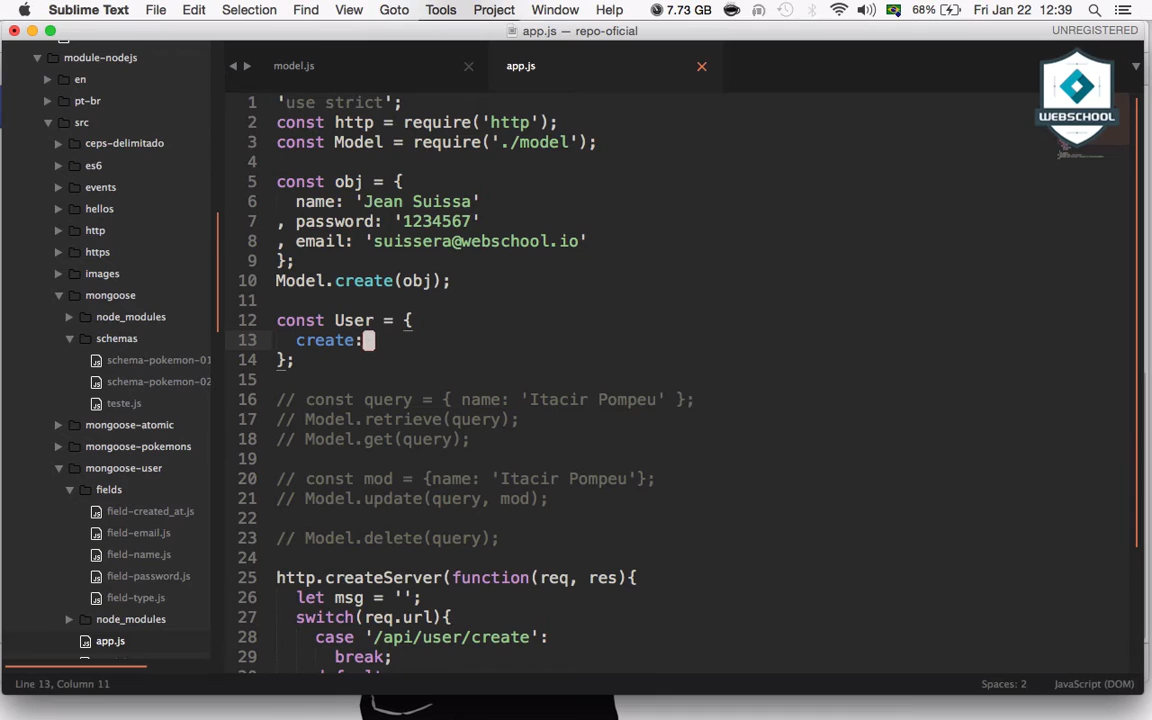 Sublime Text File Edit Selection Find View Goto Tools Project Window Help 7.73 GB 68% Fri Jan 22 12:39
app.js — repo-oficial UNREGISTERED
module-nodejs
en
pt-br
src
ceps-delimitado
es6
events
hellos
http
https
images
mongoose
node_modules
schemas
schema-pokemon-01
schema-pokemon-02
teste.js
mongoose-atomic
mongoose-pokemons
mongoose-user
fields
field-created_at.js
field-email.js
field-name.js
field-password.js
field-type.js
node_modules
app.js
model.js app.js
WEBSCHOOL
1 'use strict';
2 const http = require('http');
3 const Model = require('./model');
4
5 const obj = {
6 name: 'Jean Suissa'
7 , password: '1234567'
8 , email: 'suissera@webschool.io'
9 };
10 Model.create(obj);
11
12 const User = {
13 create:
14 };
15
16 // const query = { name: 'Itacir Pompeu' };
17 // Model.retrieve(query);
18 // Model.get(query);
19
20 // const mod = {name: 'Itacir Pompeu'};
21 // Model.update(query, mod);
22
23 // Model.delete(query);
24
25 http.createServer(function(req, res){
26 let msg = '';
27 switch(req.url){
28 case '/api/user/create':
29 break;
Line 13, Column 11 Spaces: 2 JavaScript (DOM)